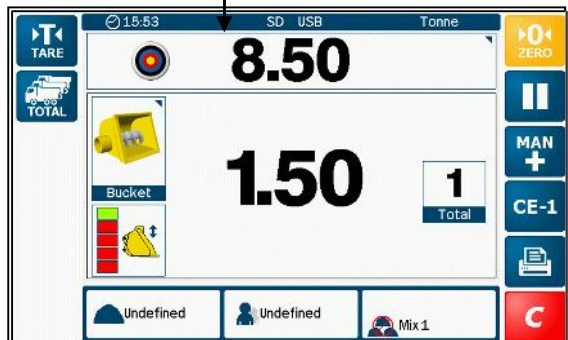 15:53 SD USB Tonne
TARE
8.50
0
ZERO
TOTAL
MAN
+
Bucket
1.50
1
Total
CE-1
Undefined
Undefined
Mix 1
C